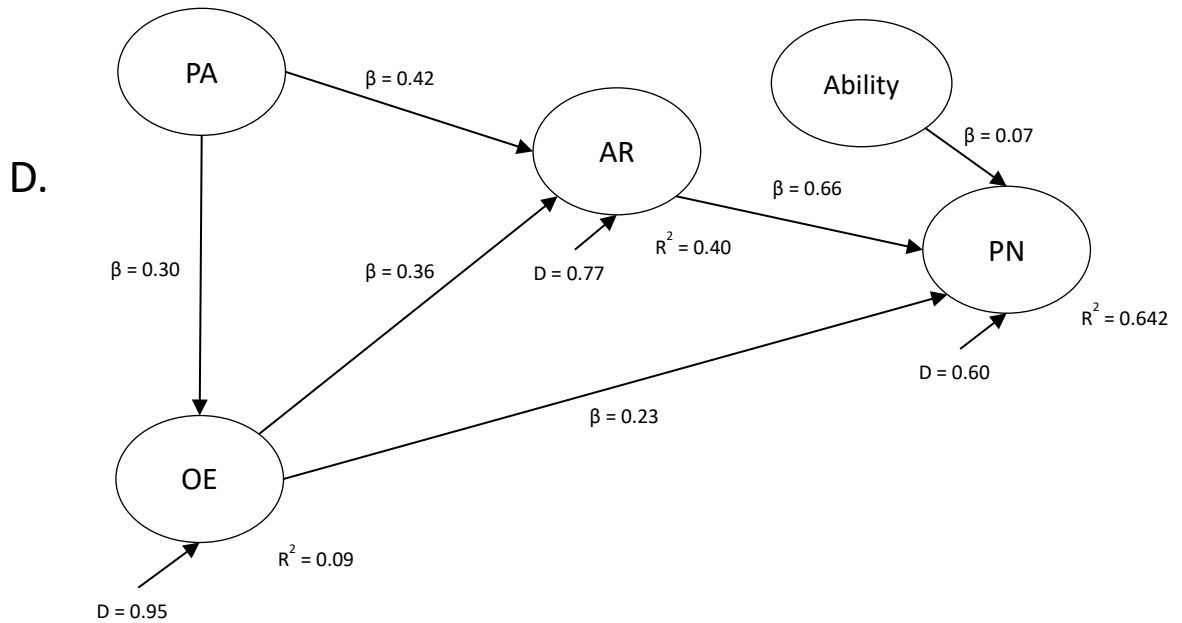 PA
β = 0.42
Ability
AR
β = 0.07
D.
β = 0.66
R² = 0.40
PN
β = 0.30
β = 0.36
D = 0.77
R² = 0.642
D = 0.60
β = 0.23
OE
R² = 0.09
D = 0.95